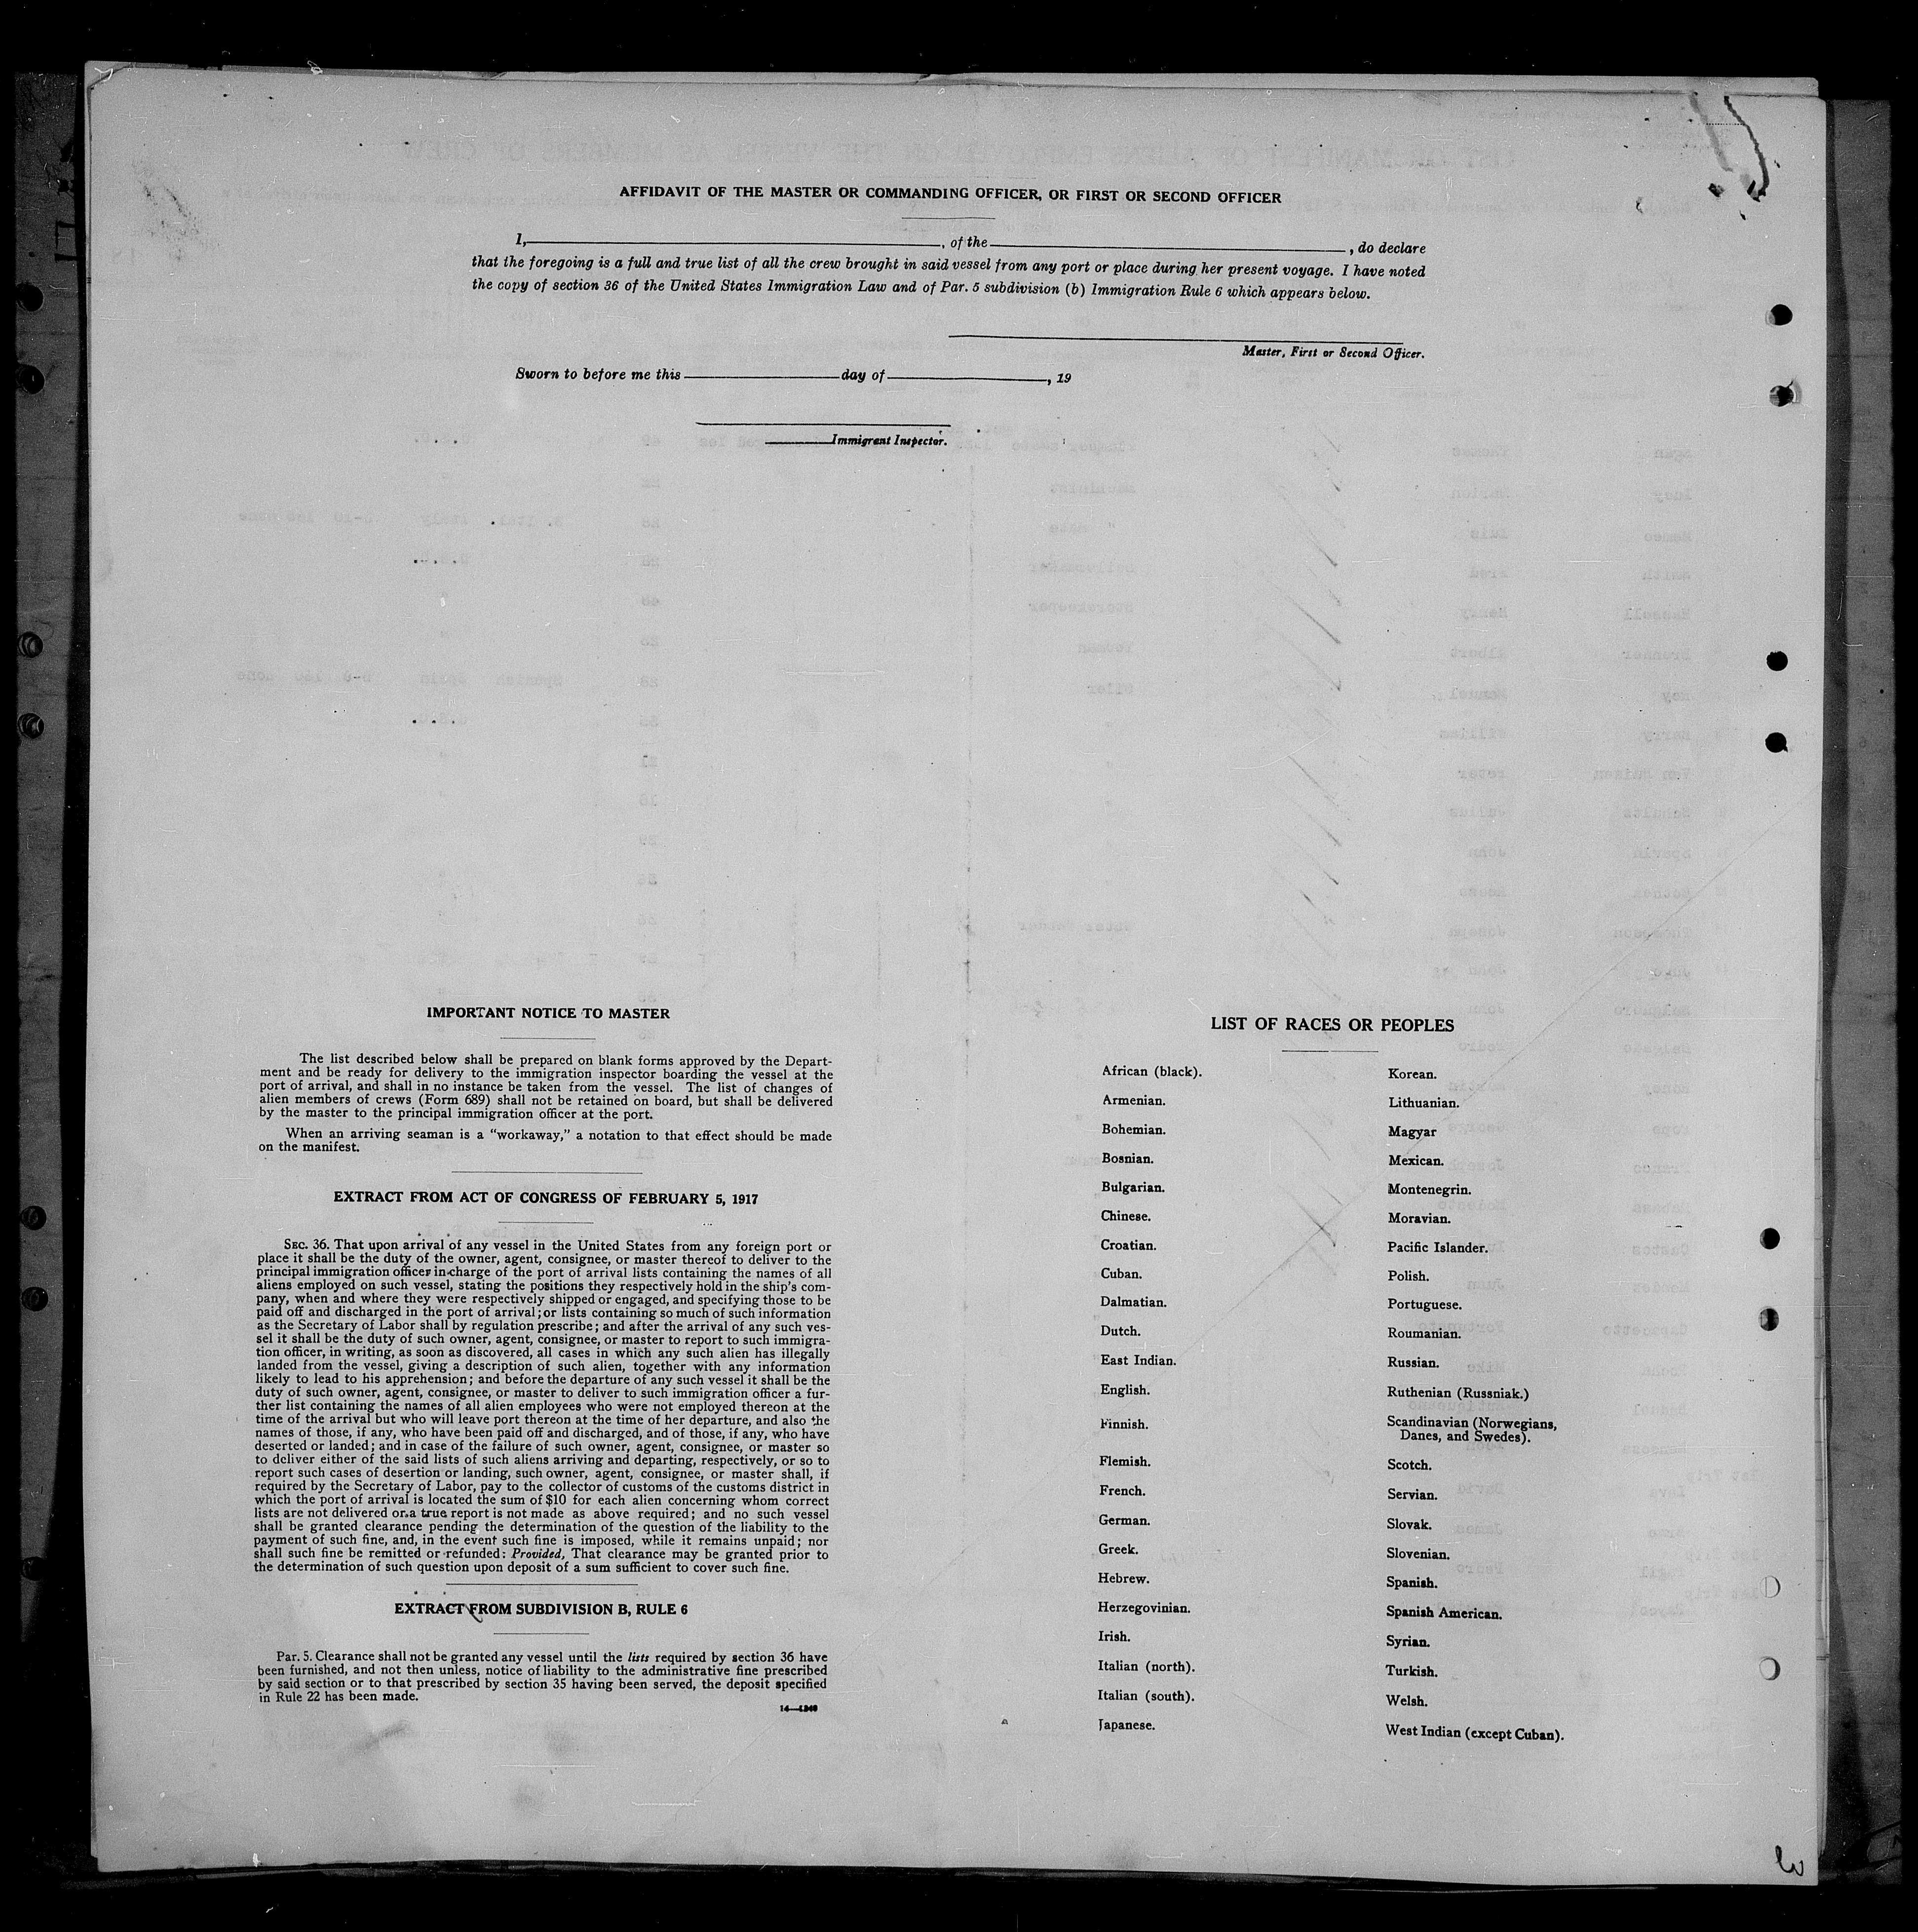 AFFIDAVIT OF THE MASTER OR COMMANDING OFFICER, OR FIRST OR SECOND OFFICER
I, , of the , do declare
that the foregoing is a full and true list of all the crew brought in said vessel from any port or place during her present voyage. I have noted
the copy of section 36 of the United States Immigration Law and of Par. 5 subdivision (b) Immigration Rule 6 which appears below.
Master, First or Second Officer.
Sworn to before me this day of , 19
Immigrant Inspector.
IMPORTANT NOTICE TO MASTER
The list described below shall be prepared on blank forms approved by the Depart-
ment and be ready for delivery to the immigration inspector boarding the vessel at the
port of arrival, and shall in no instance be taken from the vessel. The list of changes of
alien members of crews (Form 689) shall not be retained on board, but shall be delivered
by the master to the principal immigration officer at the port.
When an arriving seaman is a "workaway," a notation to that effect should be made
on the manifest.
EXTRACT FROM ACT OF CONGRESS OF FEBRUARY 5, 1917
SEC. 36. That upon arrival of any vessel in the United States from any foreign port or
place it shall be the duty of the owner, agent, consignee, or master thereof to deliver to the
principal immigration officer in charge of the port of arrival lists containing the names of all
aliens employed on such vessel, stating the positions they respectively hold in the ship's com-
pany, when and where they were respectively shipped or engaged, and specifying those to be
paid off and discharged in the port of arrival; or lists containing so much of such information
as the Secretary of Labor shall by regulation prescribe; and after the arrival of any such ves-
sel it shall be the duty of such owner, agent, consignee, or master to report to such immigra-
tion officer, in writing, as soon as discovered, all cases in which any such alien has illegally
landed from the vessel, giving a description of such alien, together with any information
likely to lead to his apprehension; and before the departure of any such vessel it shall be the
duty of such owner, agent, consignee, or master to deliver to such immigration officer a fur-
ther list containing the names of all alien employees who were not employed thereon at the
time of the arrival but who will leave port thereon at the time of her departure, and also the
names of those, if any, who have been paid off and discharged, and of those, if any, who have
deserted or landed; and in case of the failure of such owner, agent, consignee, or master so
to deliver either of the said lists of such aliens arriving and departing, respectively, or so to
report such cases of desertion or landing, such owner, agent, consignee, or master shall, if
required by the Secretary of Labor, pay to the collector of customs of the customs district in
which the port of arrival is located the sum of $10 for each alien concerning whom correct
lists are not delivered or a true report is not made as above required; and no such vessel
shall be granted clearance pending the determination of the question of the liability to the
payment of such fine, and, in the event such fine is imposed, while it remains unpaid; nor
shall such fine be remitted or refunded: Provided, That clearance may be granted prior to
the determination of such question upon deposit of a sum sufficient to cover such fine.
EXTRACT FROM SUBDIVISION B, RULE 6
Par. 5. Clearance shall not be granted any vessel until the lists required by section 36 have
been furnished, and not then unless, notice of liability to the administrative fine prescribed
by said section or to that prescribed by section 35 having been served, the deposit specified
in Rule 22 has been made.
LIST OF RACES OR PEOPLES
African (black).
Armenian.
Bohemian.
Bosnian.
Bulgarian.
Chinese.
Croatian.
Cuban.
Dalmatian.
Dutch.
East Indian.
English.
Finnish.
Flemish.
French.
German.
Greek.
Hebrew.
Herzegovinian.
Irish.
Italian (north).
Italian (south).
Japanese.
Korean.
Lithuanian.
Magyar
Mexican.
Montenegrin.
Moravian.
Pacific Islander.
Polish.
Portuguese.
Roumanian.
Russian.
Ruthenian (Russniak.)
Scandinavian (Norwegians,
Danes, and Swedes).
Scotch.
Servian.
Slovak.
Slovenian.
Spanish.
Spanish American.
Syrian.
Turkish.
Welsh.
West Indian (except Cuban).